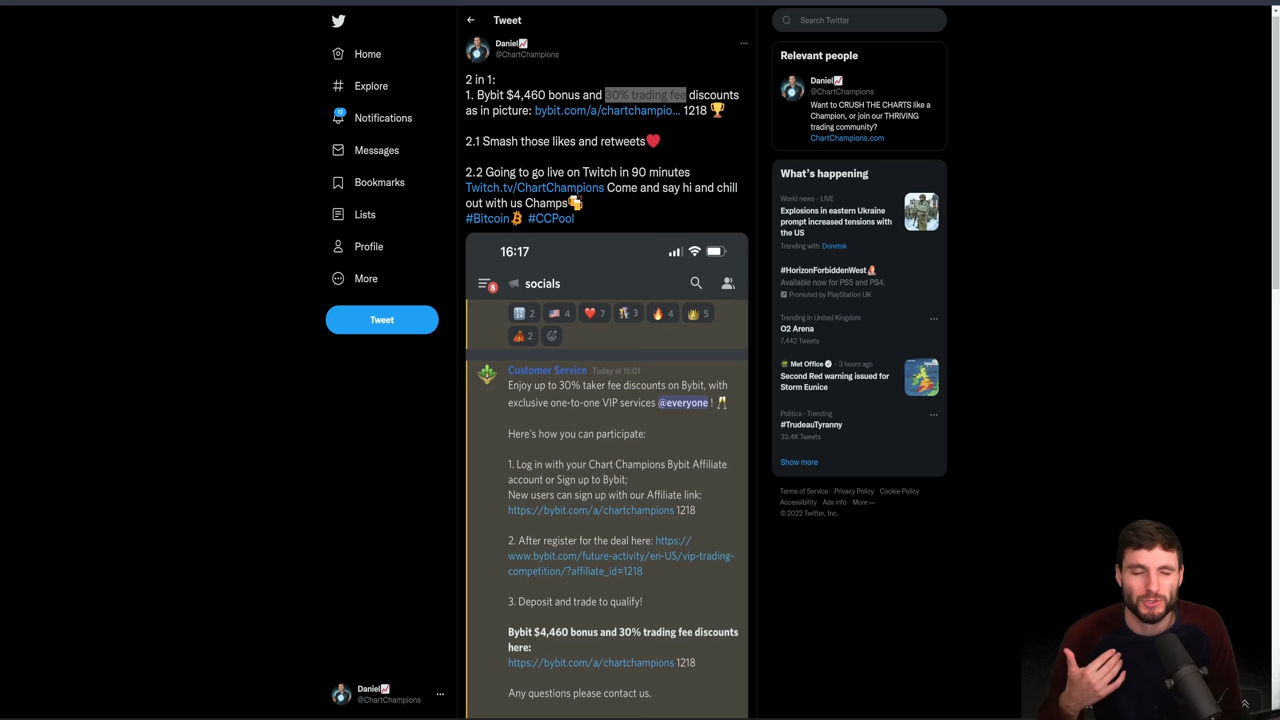 Home
Explore
12
Notifications
Messages
Bookmarks
Lists
Profile
More
Tweet
Daniel
@ChartChampions
Tweet
Daniel
@ChartChampions
2 in 1:
1. Bybit $4,460 bonus and 30% trading fee discounts
as in picture: bybit.com/a/chartchampio... 1218
2.1 Smash those likes and retweets
2.2 Going to go live on Twitch in 90 minutes
Twitch.tv/ChartChampions Come and say hi and chill
out with us Champs
#Bitcoin #CCPool
16:17
8
socials
2 4 7 3 4 5
2
Customer Service Today at 16:01
Enjoy up to 30% taker fee discounts on Bybit, with
exclusive one-to-one VIP services @everyone !
Here's how you can participate:
1. Log in with your Chart Champions Bybit Affiliate
account or Sign up to Bybit;
New users can sign up with our Affiliate link:
https://bybit.com/a/chartchampions 1218
2. After register for the deal here: https://
www.bybit.com/future-activity/en-US/vip-trading-
competition/?affiliate_id=1218
3. Deposit and trade to qualify!
Bybit $4,460 bonus and 30% trading fee discounts
here:
https://bybit.com/a/chartchampions 1218
Any questions please contact us.
Search Twitter
Relevant people
Daniel
@ChartChampions
Want to CRUSH THE CHARTS like a
Champion, or join our THRIVING
trading community?
ChartChampions.com
What's happening
World news · LIVE
Explosions in eastern Ukraine
prompt increased tensions with
the US
Trending with Donetsk
#HorizonForbiddenWest
Available now for PS5 and PS4.
Promoted by PlayStation UK
Trending in United Kingdom
O2 Arena
7,442 Tweets
Met Office · 3 hours ago
Second Red warning issued for
Storm Eunice
Politics · Trending
#TrudeauTyranny
33.4K Tweets
Show more
Terms of Service Privacy Policy Cookie Policy
Accessibility Ads info More ···
© 2022 Twitter, Inc.